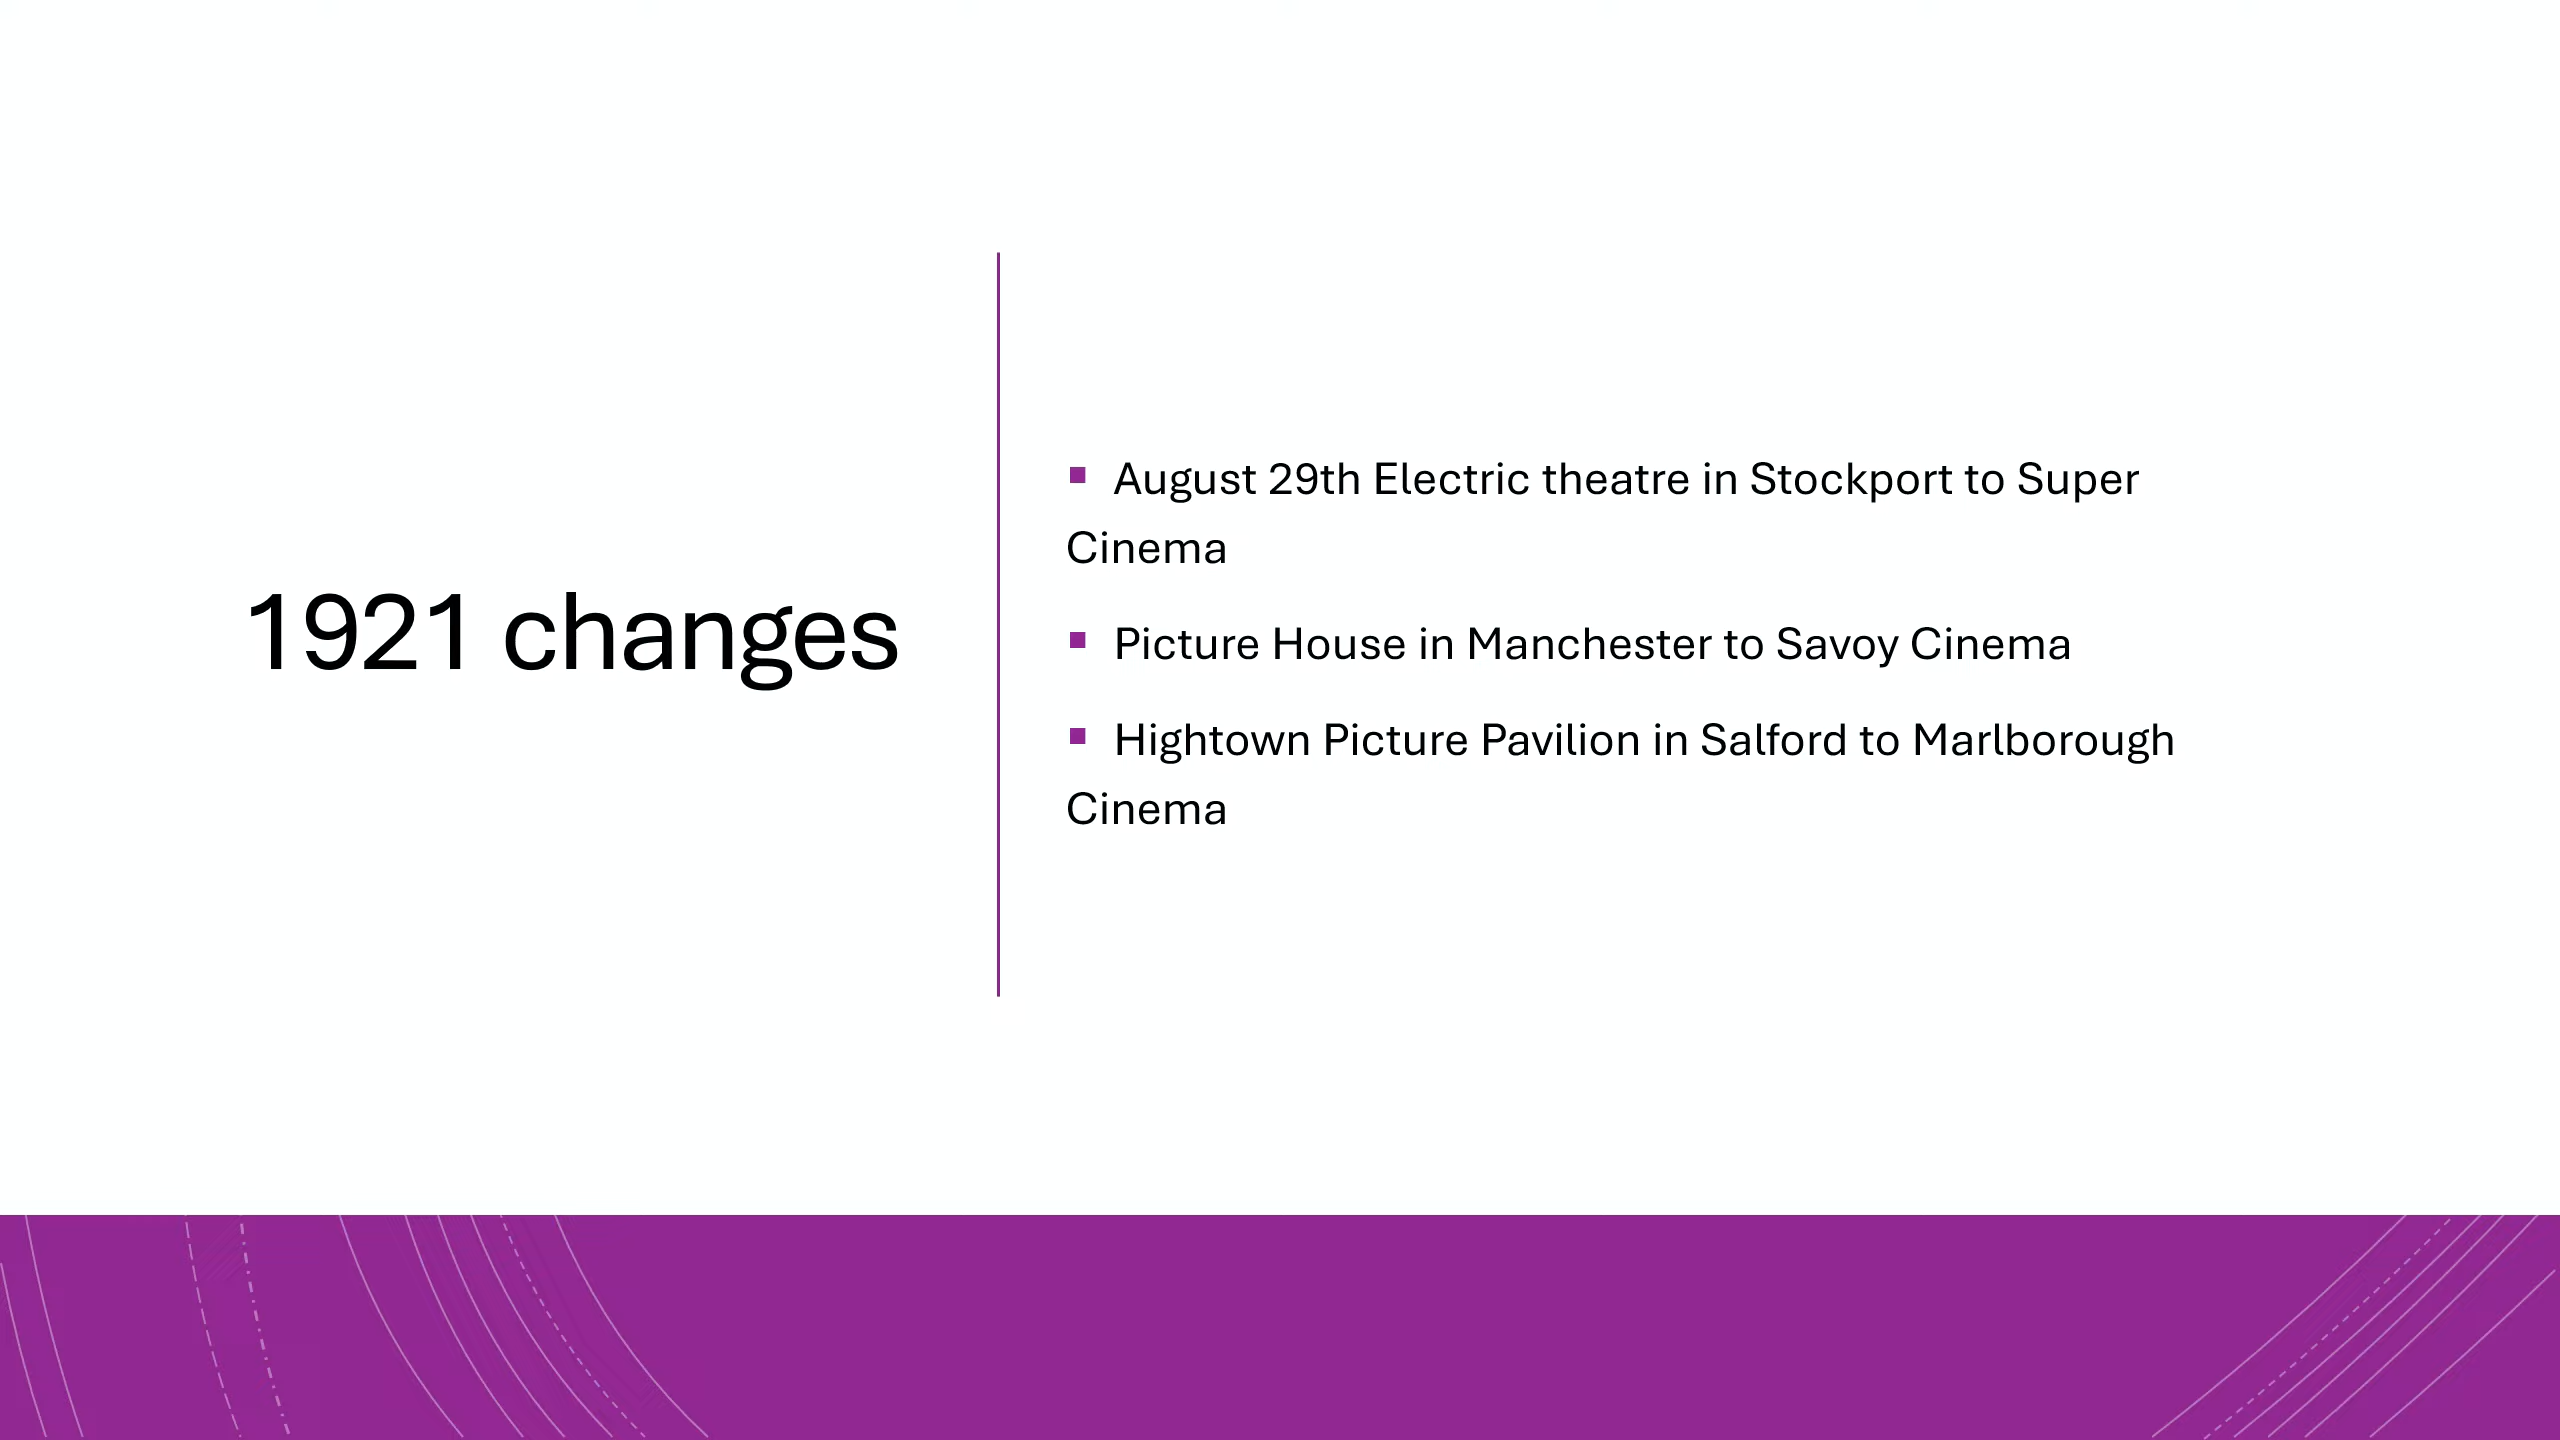 1921 changes
▪ August 29th Electric theatre in Stockport to Super
Cinema
▪ Picture House in Manchester to Savoy Cinema
▪ Hightown Picture Pavilion in Salford to Marlborough
Cinema